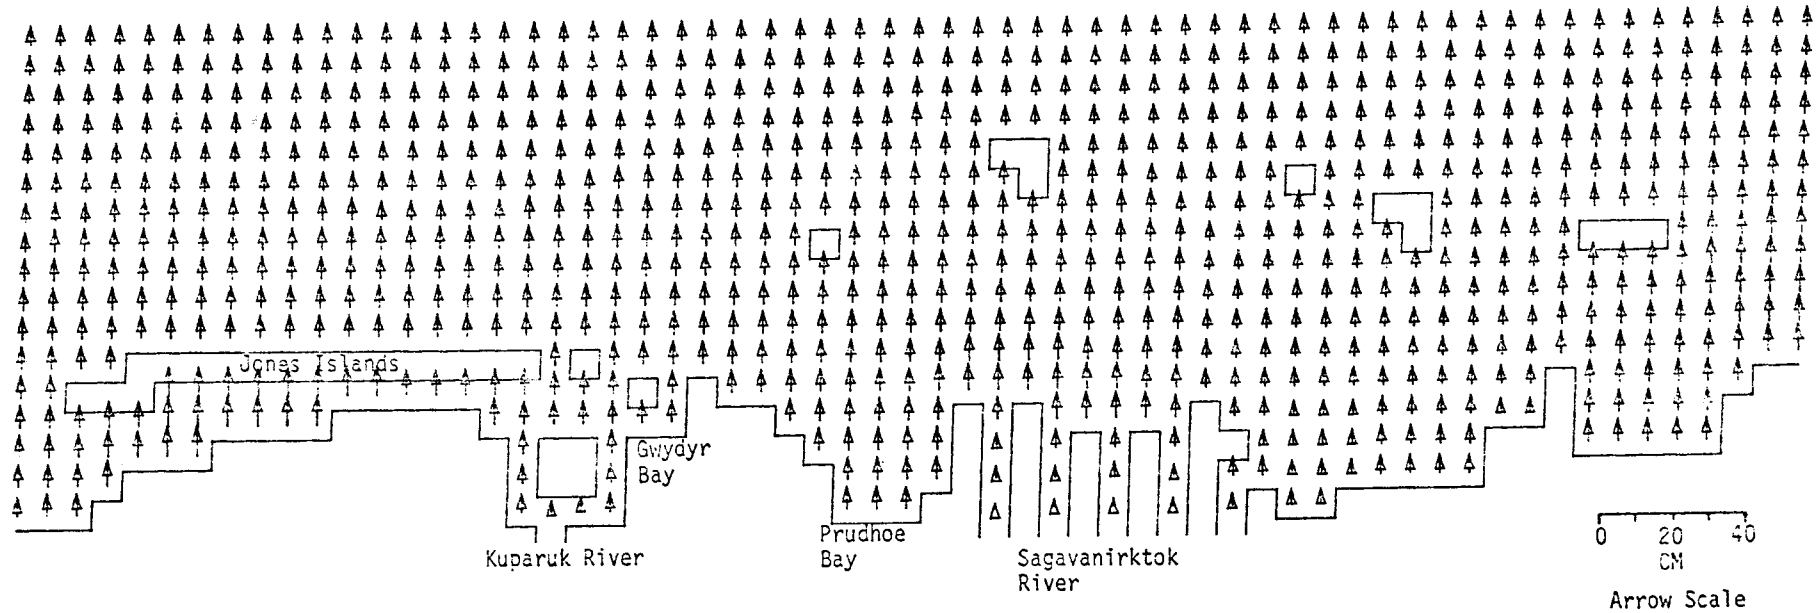 Jones Islands
Gwydyr
Bay
Kuparuk River
Prudhoe
Bay
Sagavanirktok
River
0 20 40
CM
Arrow Scale